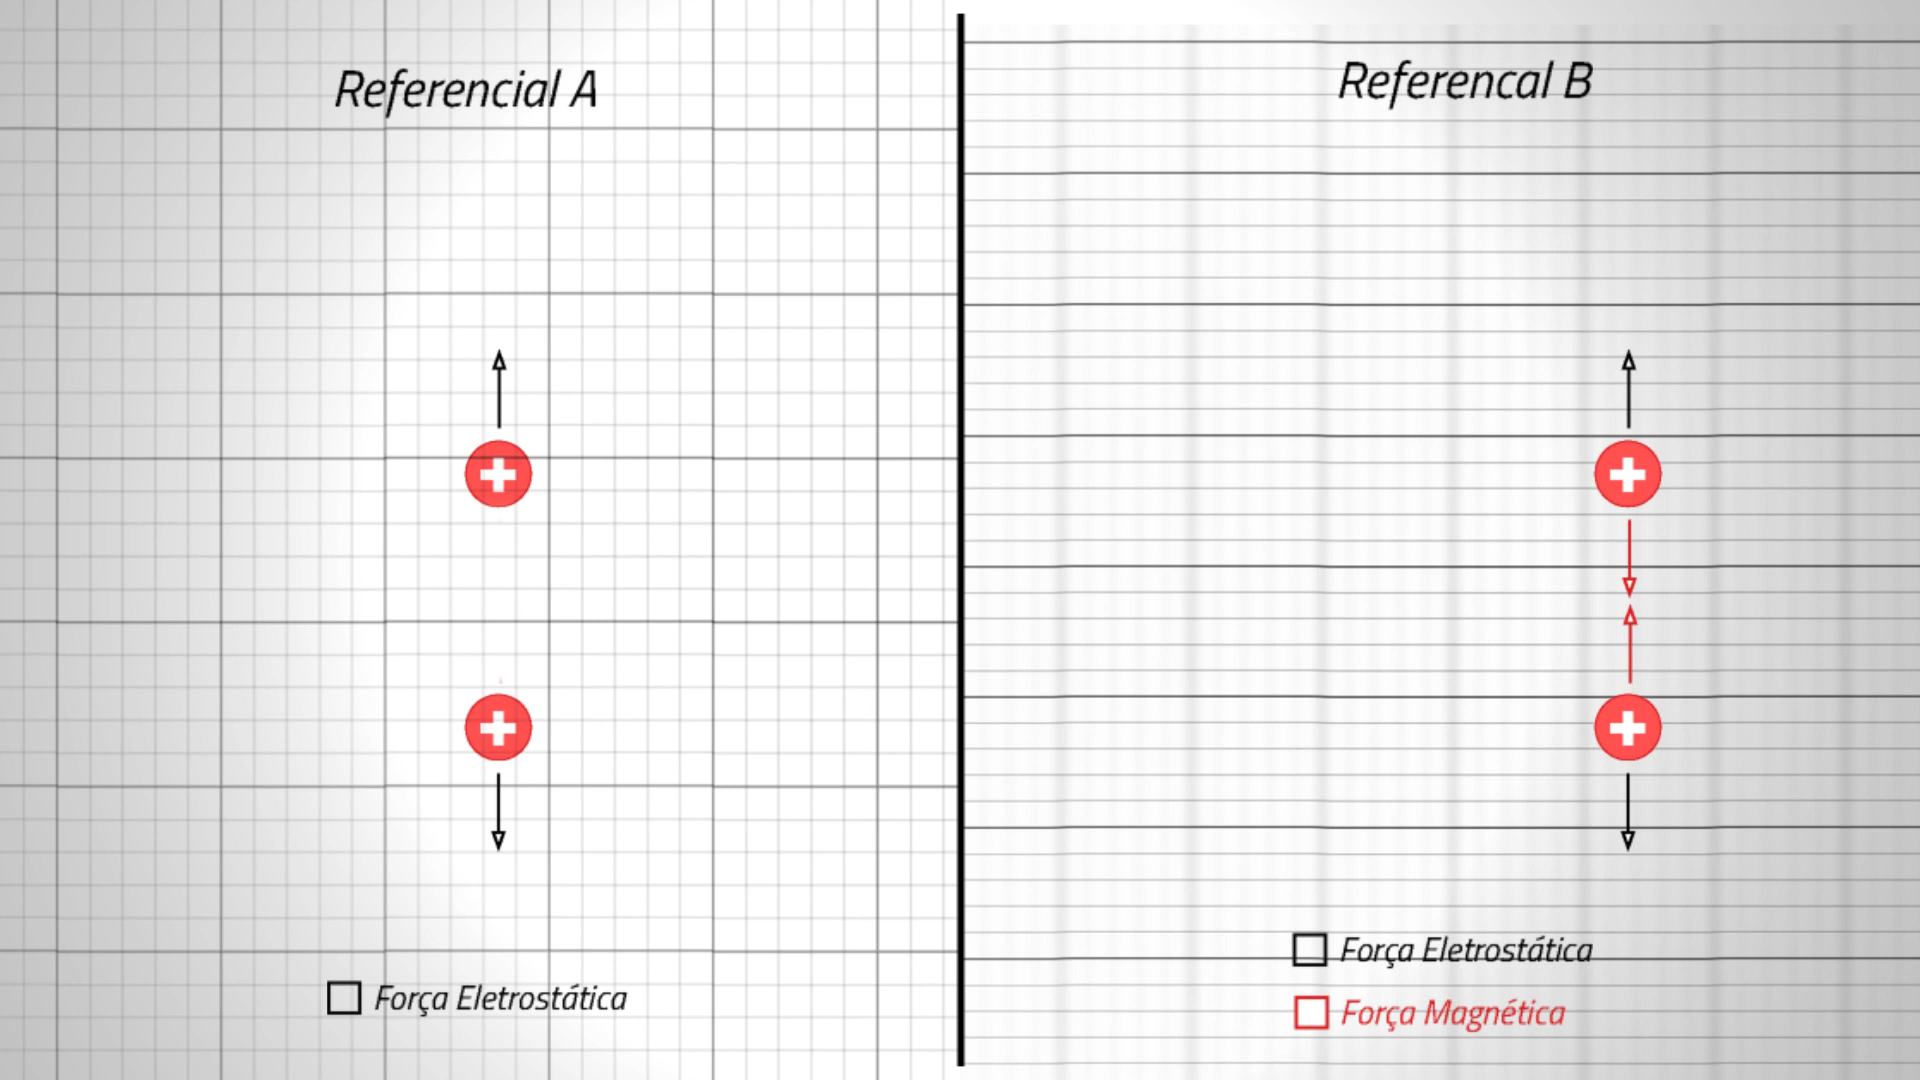 Referencial A
Força Eletrostática
Referencal B
Força Eletrostática
Força Magnética